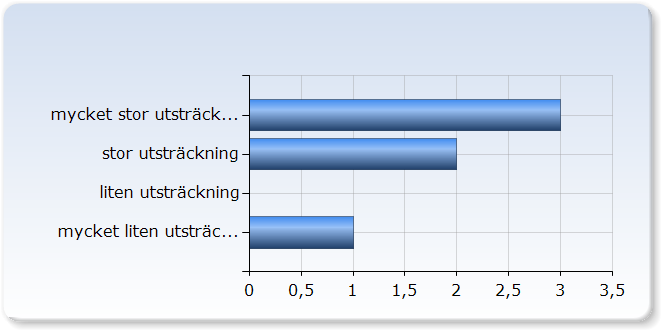 mycket stor utsträck...
stor utsträckning
liten utsträckning
mycket liten utsträc...
0 0,5 1 1,5 2 2,5 3 3,5